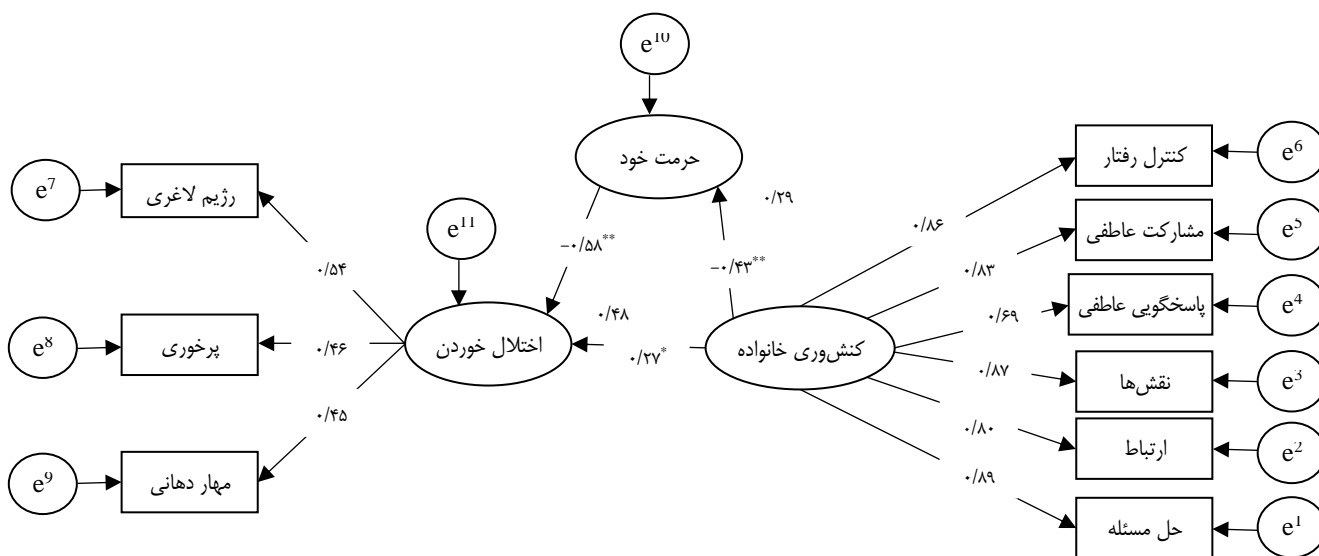 e10
حرمت خود
e6
کنترل رفتار
e7
رژیم لاغری
۰/۲۹
e11
۰/۸۶
e5
مشارکت عاطفی
−۰/۵۸**
−۰/۴۳**
۰/۵۴
۰/۸۳
e4
پاسخگویی عاطفی
۰/۴۸
۰/۶۹
e8
پرخوری
۰/۴۶
اختلال خوردن
۰/۲۷*
کنش‌وری خانواده
۰/۸۷
e3
نقش‌ها
۰/۴۵
۰/۸۰
e2
ارتباط
e9
مهار دهانی
۰/۸۹
e1
حل مسئله